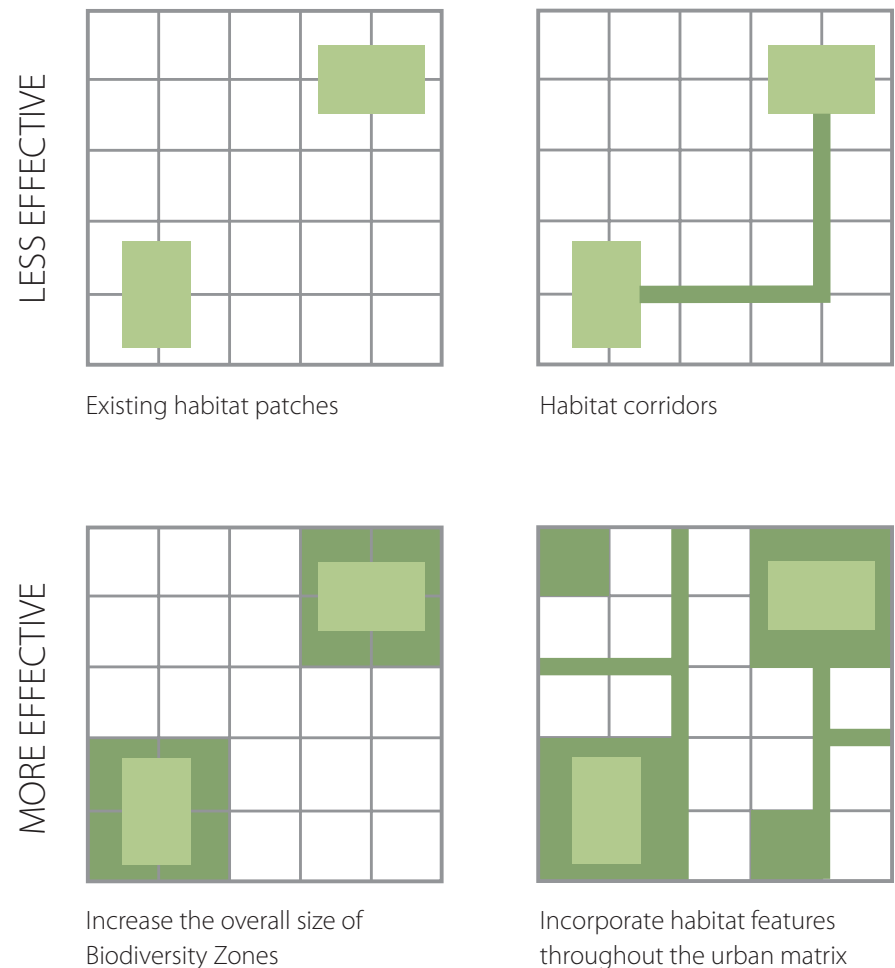 LESS EFFECTIVE
Existing habitat patches
Habitat corridors
MORE EFFECTIVE
Increase the overall size of
Biodiversity Zones
Incorporate habitat features
throughout the urban matrix